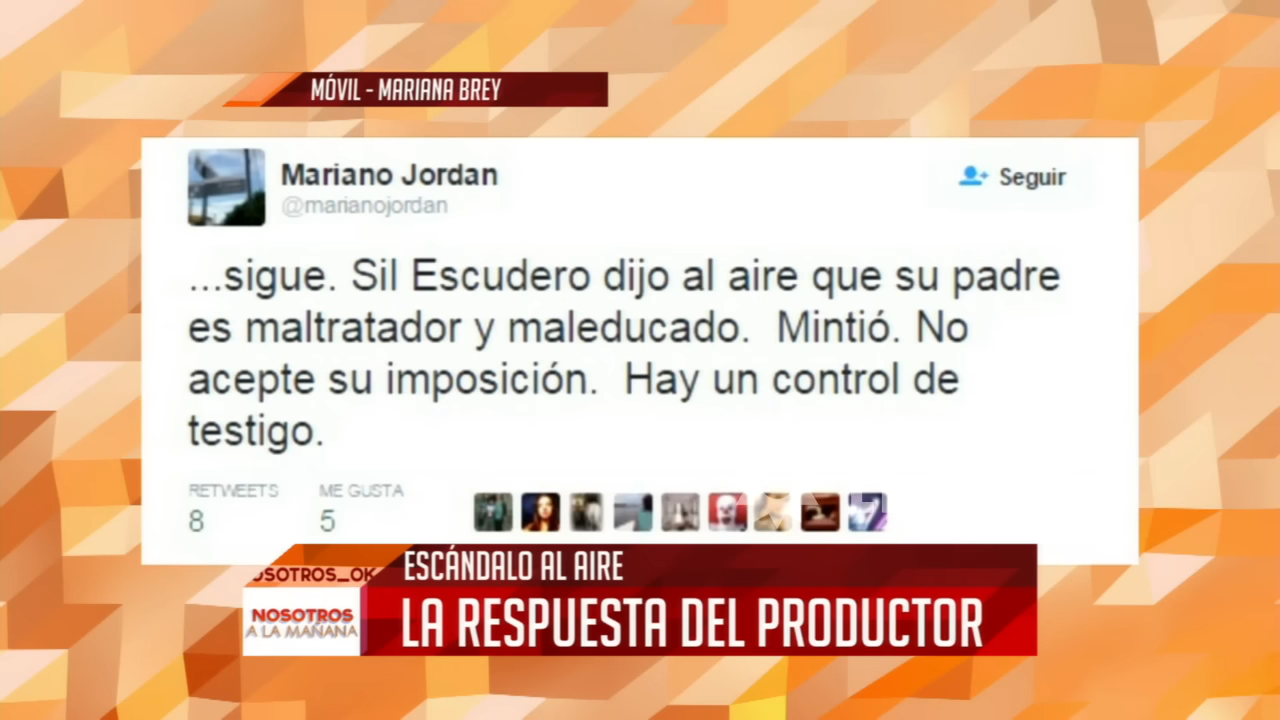 MÓVIL - MARIANA BREY
Mariano Jordan
@marianojordan
Seguir
...sigue. Sil Escudero dijo al aire que su padre
es maltratador y maleducado. Mintió. No
acepte su imposición. Hay un control de
testigo.
RETWEETS
ME GUSTA
8
5
ESCÁNDALO AL AIRE
OSOTROS_OK
NOSOTROS
A LA MAÑANA
LA RESPUESTA DEL PRODUCTOR